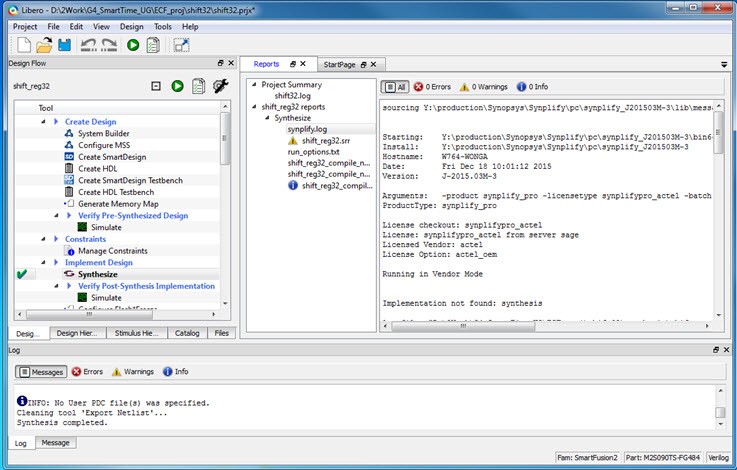 Libero - D:\2Work\G4_SmartTime_UG\ECF_proj\shift32\shift32.prjx*
Project File Edit View Design Tools Help
Design Flow
shift_reg32
Tool
Create Design
System Builder
Configure MSS
Create SmartDesign
Create HDL
Create SmartDesign Testbench
Create HDL Testbench
Generate Memory Map
Verify Pre-Synthesized Design
Simulate
Constraints
Manage Constraints
Implement Design
Synthesize
Verify Post-Synthesis Implementation
Simulate
Desig... Design Hier... Stimulus Hie... Catalog Files
Reports StartPage
Project Summary
shift32.log
shift_reg32 reports
Synthesize
synplify.log
shift_reg32.srr
run_options.txt
shift_reg32_compile_n...
shift_reg32_compile_n...
shift_reg32_compil...
All 0 Errors 0 Warnings 0 Info
sourcing Y:\production\Synopsys\Synplify\pc\synplify_J201503M-3\lib\mess
Starting: Y:\production\Synopsys\Synplify\pc\synplify_J201503M-3\bin6
Install: Y:\production\Synopsys\Synplify\pc\synplify_J201503M-3
Hostname: W764-WONGA
Date: Fri Dec 18 10:01:12 2015
Version: J-2015.03M-3
Arguments: -product synplify_pro -licensetype synplifypro_actel -batch
ProductType: synplify_pro
License checkout: synplifypro_actel
License: synplifypro_actel from server sage
Licensed Vendor: actel
License Option: actel_oem
Running in Vendor Mode
Implementation not found: synthesis
Log
Messages Errors Warnings Info
INFO: No User PDC file(s) was specified.
Cleaning tool 'Export Netlist'...
Synthesis completed.
Log Message
Fam: SmartFusion2 Part: M2S090TS-FG484 Verilog